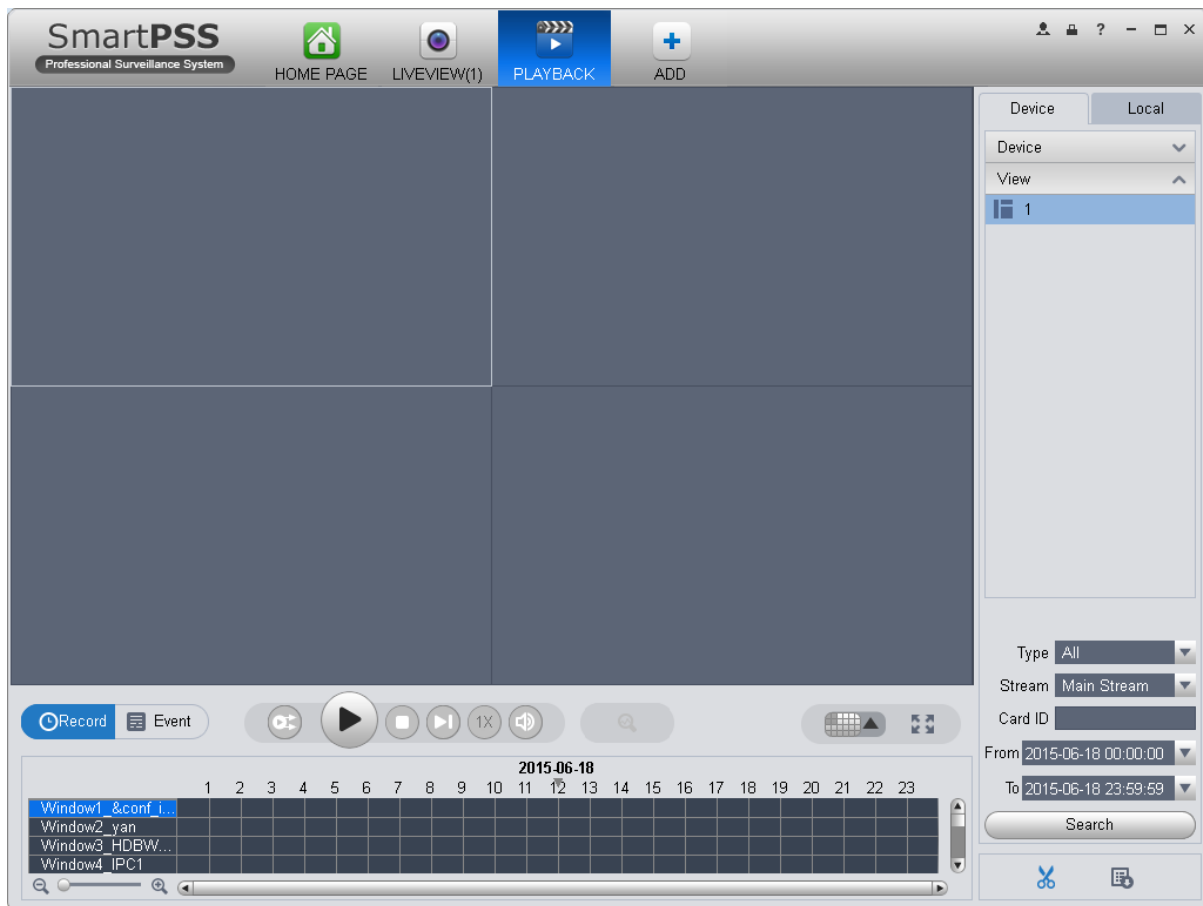 SmartPSS
Professional Surveillance System
HOME PAGE
LIVEVIEW(1)
PLAYBACK
ADD
?
Device
Local
Device
View
1
Type All
Stream Main Stream
Card ID
From 2015-06-18 00:00:00
To 2015-06-18 23:59:59
Search
Record
Event
1X
2015-06-18
1 2 3 4 5 6 7 8 9 10 11 12 13 14 15 16 17 18 19 20 21 22 23
Window1_&conf_i...
Window2_yan
Window3_HDBW...
Window4_IPC1